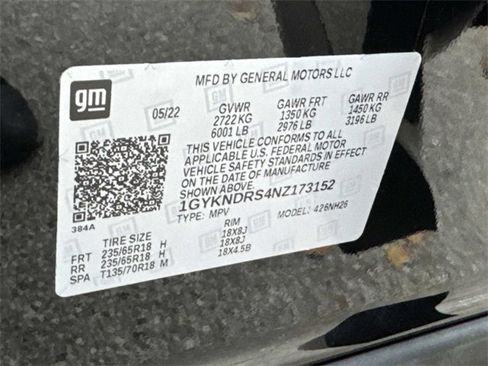 gm
MFD BY GENERAL MOTORS LLC
05/22 GVWR GAWR FRT GAWR RR
2722 KG 1350 KG 1450 KG
6001 LB 2976 LB 3196 LB
THIS VEHICLE CONFORMS TO ALL
APPLICABLE U.S. FEDERAL MOTOR
VEHICLE SAFETY STANDARDS IN EFFECT
ON THE DATE OF MANUFACTURE
SHOWN ABOVE.
1GYKNDRS4NZ173152
TYPE: MPV MODEL: 426NH26
384A
TIRE SIZE RIM
FRT 235/65R18 H 18X8J
RR 235/65R18 H 18X8J
SPA T135/70R18 M 18X4.5B